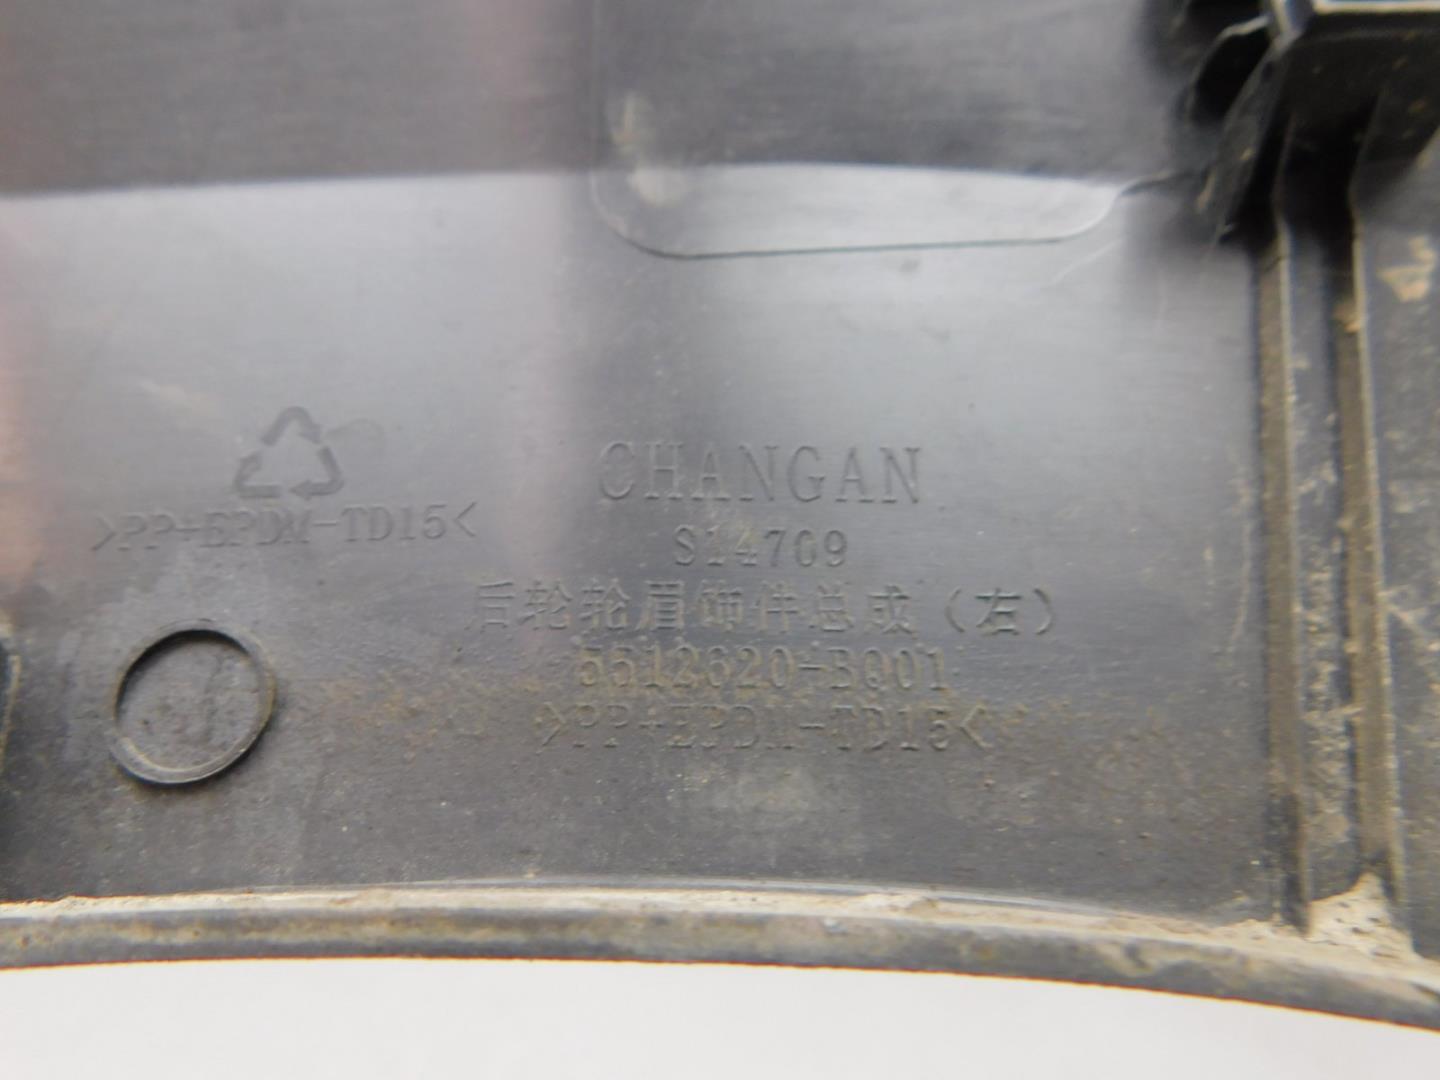 >PP+EPDM-TD15<
CHANGAN
S14709
后轮轮眉饰件总成（右）
5512620-BQ01
>PP+EPDM-TD15<